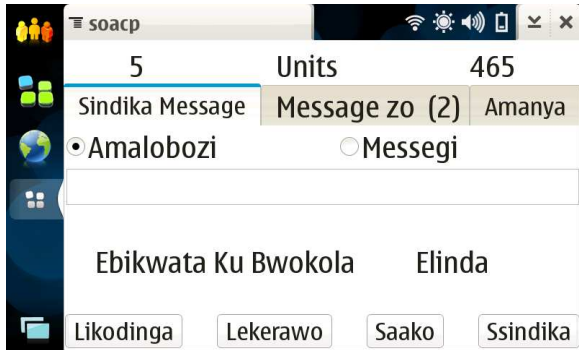 soacp
5 Units 465
Sindika Message Message zo (2) Amanya
Amalobozi Messegi
Ebikwata Ku Bwokola Elinda
Likodinga Lekerawo Saako Ssindika